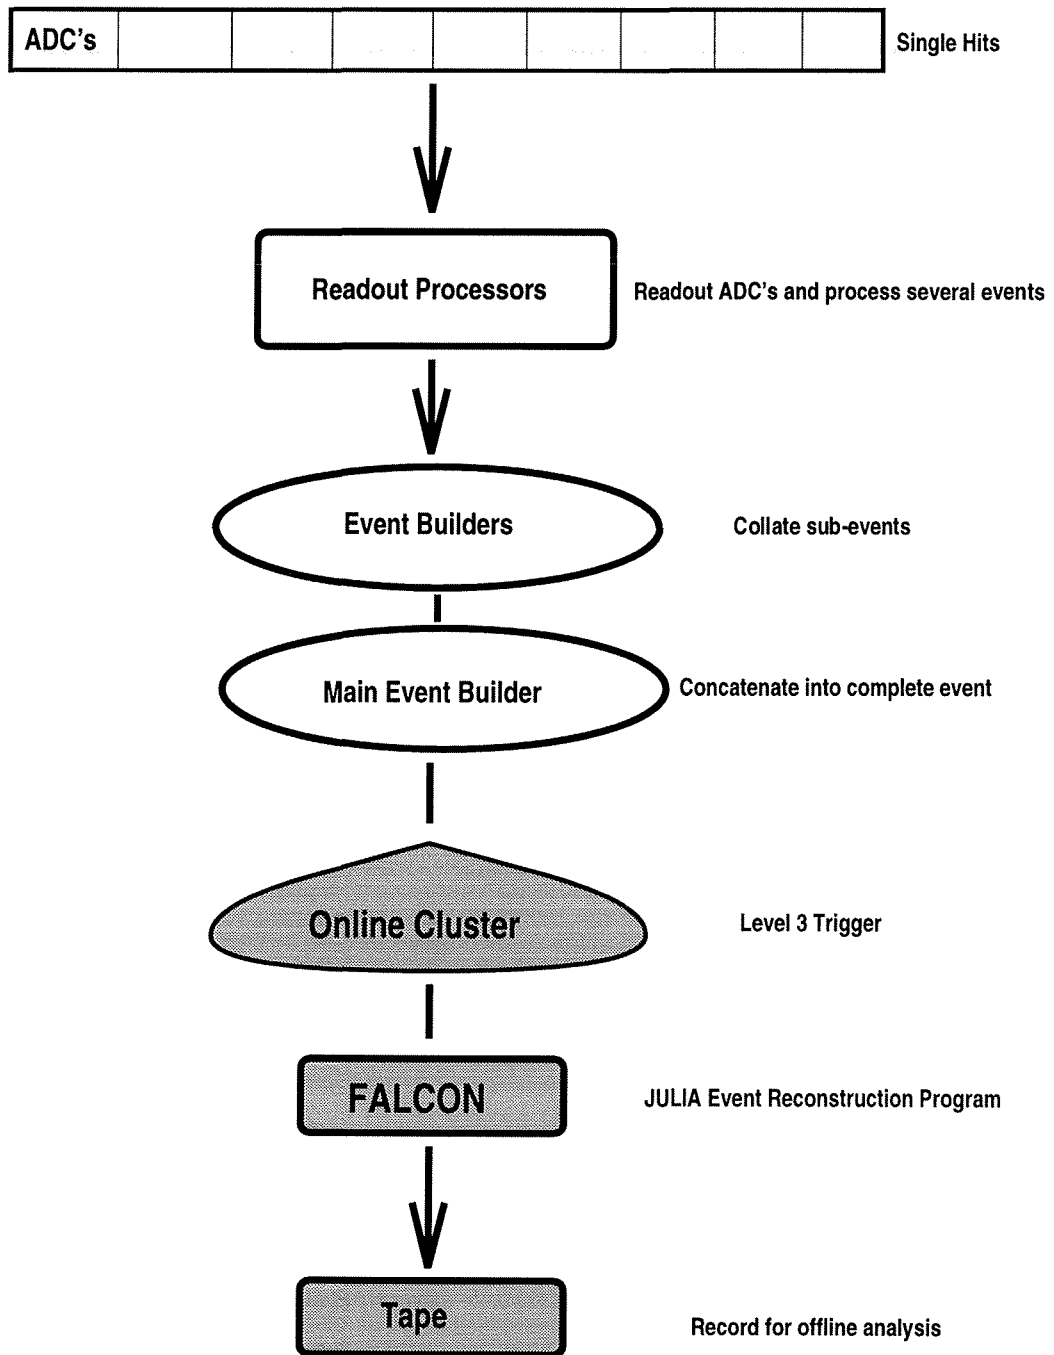 ADC's
Single Hits
Readout Processors
Readout ADC's and process several events
Event Builders
Collate sub-events
Main Event Builder
Concatenate into complete event
Online Cluster
Level 3 Trigger
FALCON
JULIA Event Reconstruction Program
Tape
Record for offline analysis